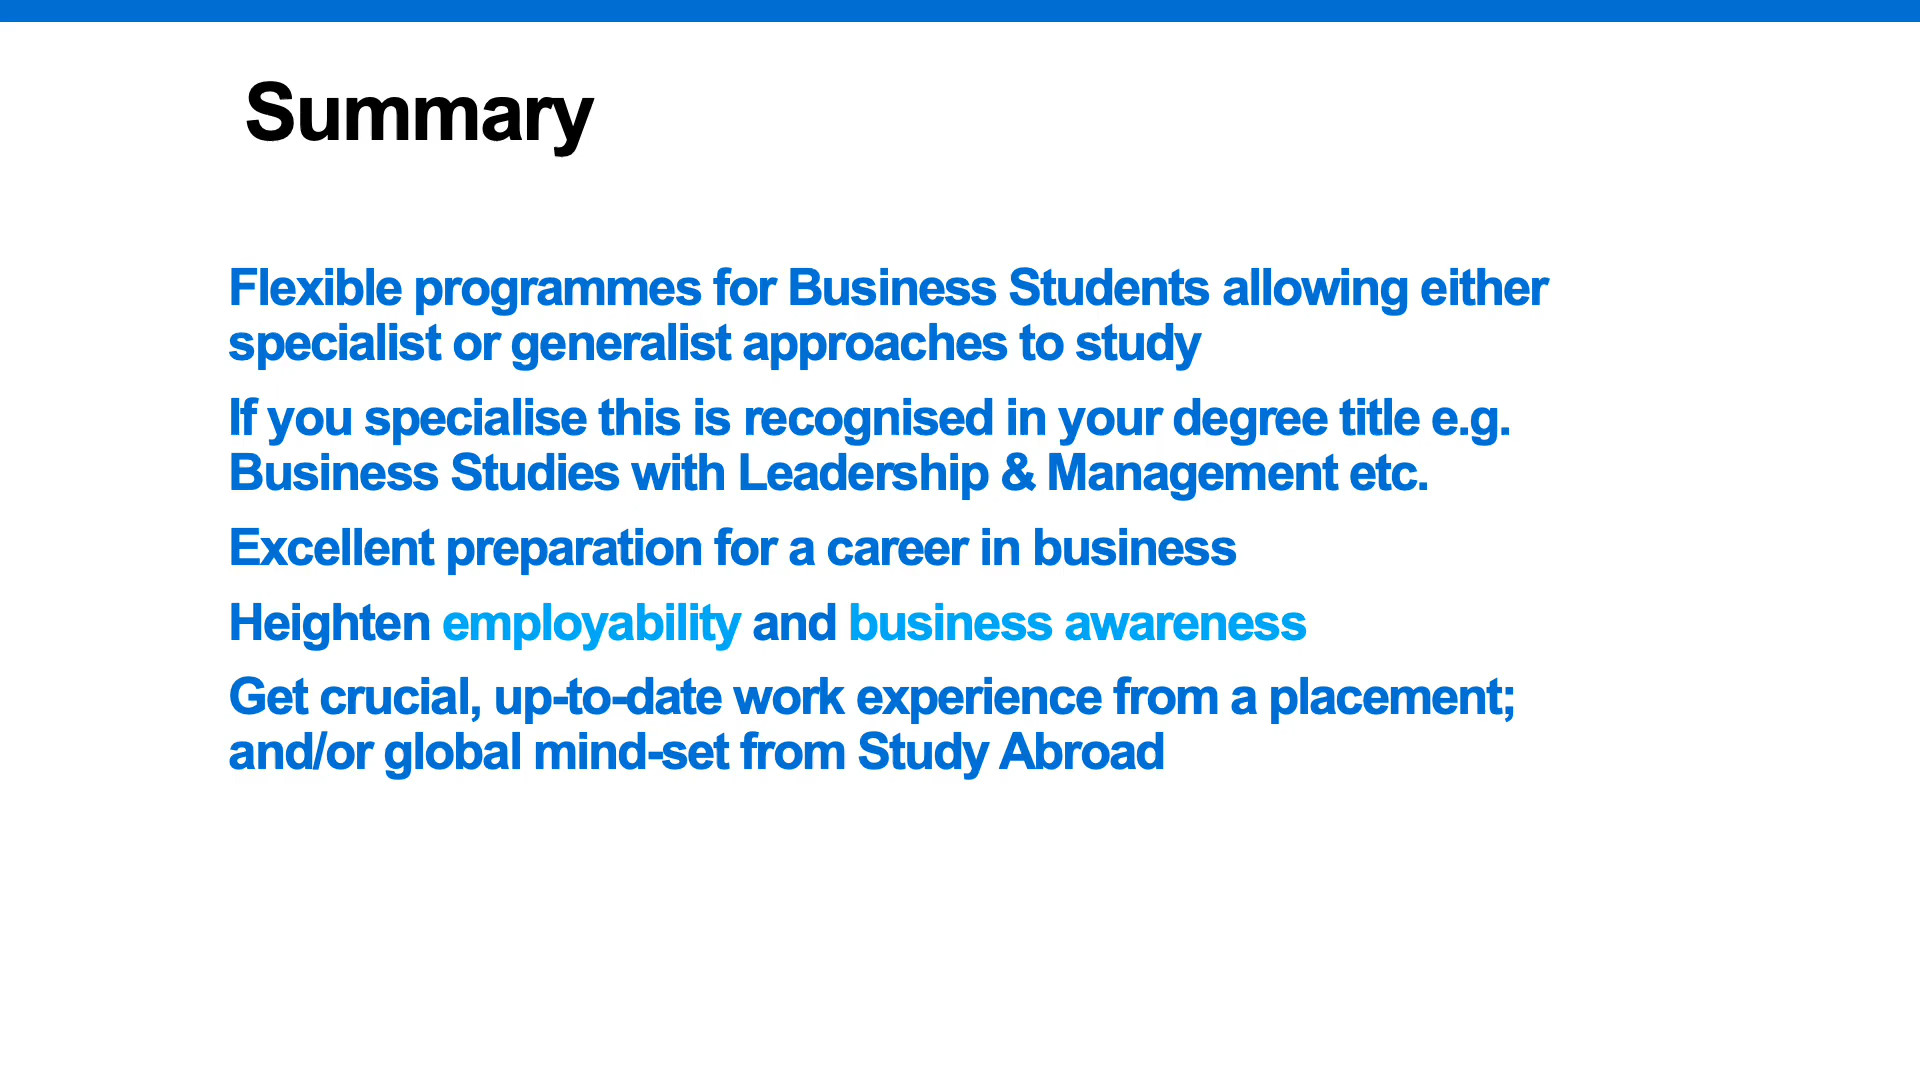 Summary
Flexible programmes for Business Students allowing either
specialist or generalist approaches to study
If you specialise this is recognised in your degree title e.g.
Business Studies with Leadership & Management etc.
Excellent preparation for a career in business
Heighten employability and business awareness
Get crucial, up-to-date work experience from a placement;
and/or global mind-set from Study Abroad